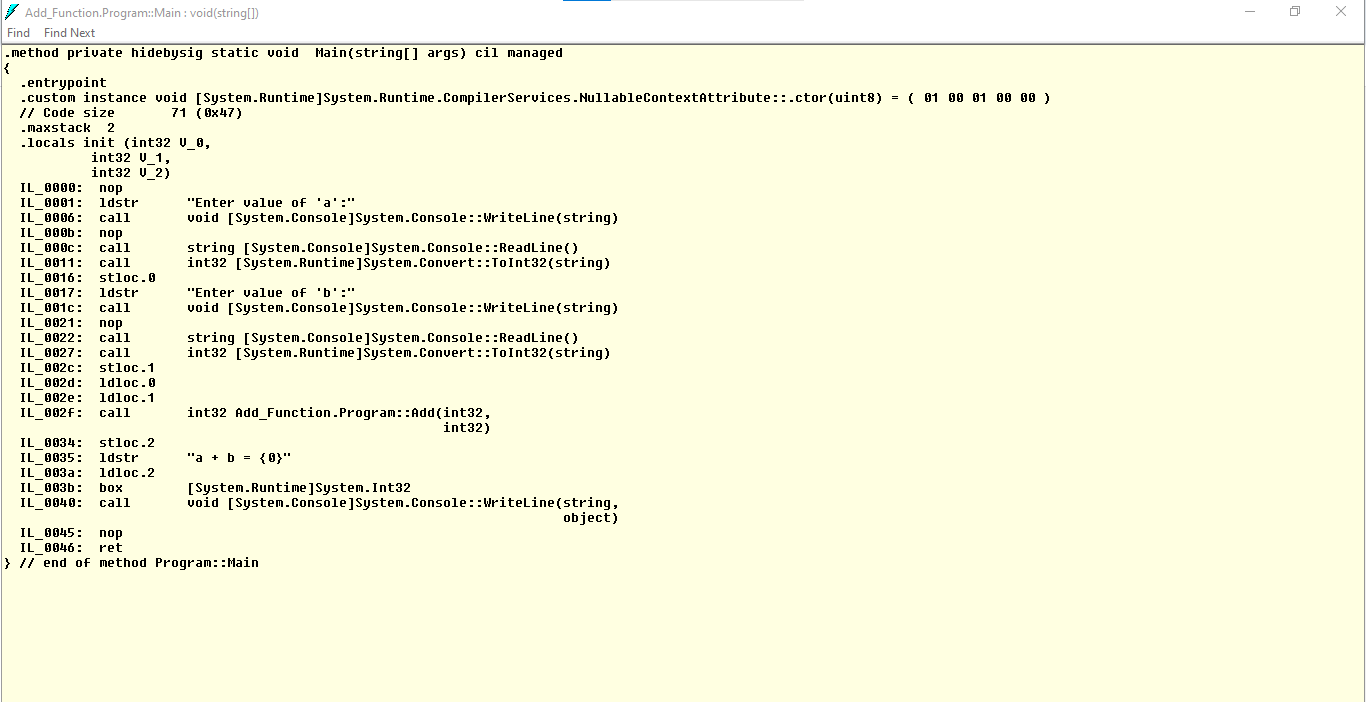 Add_Function.Program::Main : void(string[])
Find Find Next
.method private hidebysig static void  Main(string[] args) cil managed
{
  .entrypoint
  .custom instance void [System.Runtime]System.Runtime.CompilerServices.NullableContextAttribute::.ctor(uint8) = ( 01 00 01 00 00 )
  // Code size       71 (0x47)
  .maxstack  2
  .locals init (int32 V_0,
           int32 V_1,
           int32 V_2)
  IL_0000:  nop
  IL_0001:  ldstr      "Enter value of 'a':"
  IL_0006:  call       void [System.Console]System.Console::WriteLine(string)
  IL_000b:  nop
  IL_000c:  call       string [System.Console]System.Console::ReadLine()
  IL_0011:  call       int32 [System.Runtime]System.Convert::ToInt32(string)
  IL_0016:  stloc.0
  IL_0017:  ldstr      "Enter value of 'b':"
  IL_001c:  call       void [System.Console]System.Console::WriteLine(string)
  IL_0021:  nop
  IL_0022:  call       string [System.Console]System.Console::ReadLine()
  IL_0027:  call       int32 [System.Runtime]System.Convert::ToInt32(string)
  IL_002c:  stloc.1
  IL_002d:  ldloc.0
  IL_002e:  ldloc.1
  IL_002f:  call       int32 Add_Function.Program::Add(int32,
                                                       int32)
  IL_0034:  stloc.2
  IL_0035:  ldstr      "a + b = {0}"
  IL_003a:  ldloc.2
  IL_003b:  box        [System.Runtime]System.Int32
  IL_0040:  call       void [System.Console]System.Console::WriteLine(string,
                                                                      object)
  IL_0045:  nop
  IL_0046:  ret
} // end of method Program::Main